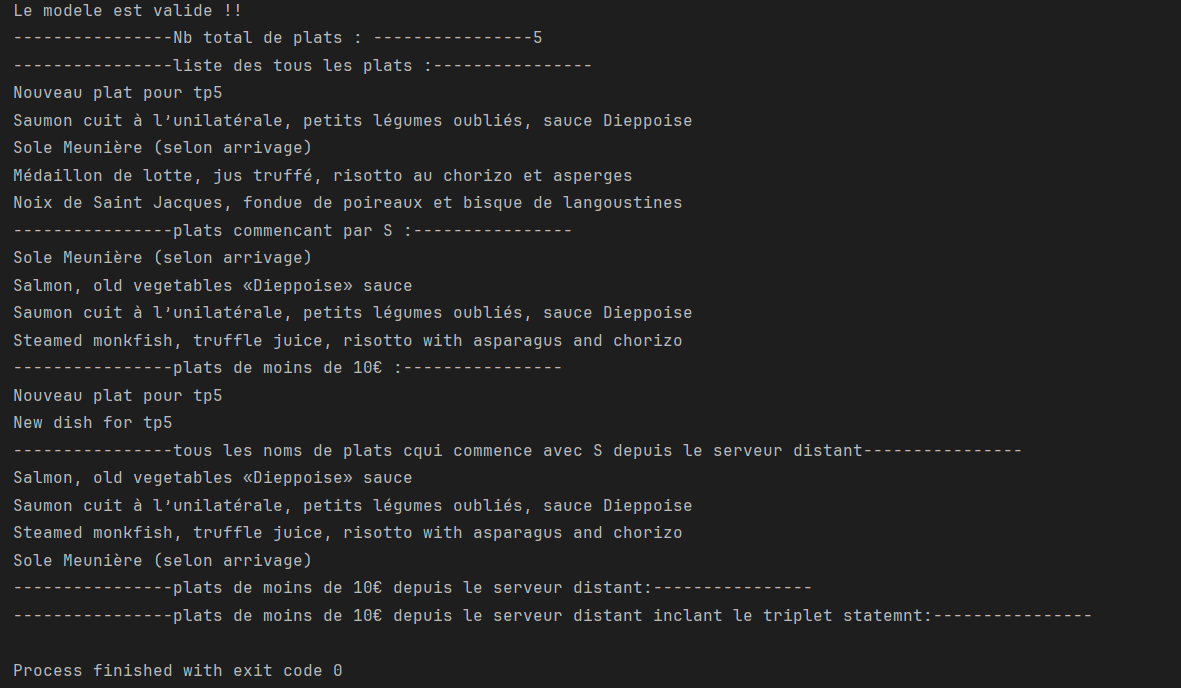 Le modele est valide !!
----------------Nb total de plats : ----------------5
----------------liste des tous les plats :----------------
Nouveau plat pour tp5
Saumon cuit à l’unilatérale, petits légumes oubliés, sauce Dieppoise
Sole Meunière (selon arrivage)
Médaillon de lotte, jus truffé, risotto au chorizo et asperges
Noix de Saint Jacques, fondue de poireaux et bisque de langoustines
----------------plats commencant par S :----------------
Sole Meunière (selon arrivage)
Salmon, old vegetables «Dieppoise» sauce
Saumon cuit à l’unilatérale, petits légumes oubliés, sauce Dieppoise
Steamed monkfish, truffle juice, risotto with asparagus and chorizo
----------------plats de moins de 10€ :----------------
Nouveau plat pour tp5
New dish for tp5
----------------tous les noms de plats cqui commence avec S depuis le serveur distant----------------
Salmon, old vegetables «Dieppoise» sauce
Saumon cuit à l’unilatérale, petits légumes oubliés, sauce Dieppoise
Steamed monkfish, truffle juice, risotto with asparagus and chorizo
Sole Meunière (selon arrivage)
----------------plats de moins de 10€ depuis le serveur distant:----------------
----------------plats de moins de 10€ depuis le serveur distant inclant le triplet statemnt:----------------
Process finished with exit code 0